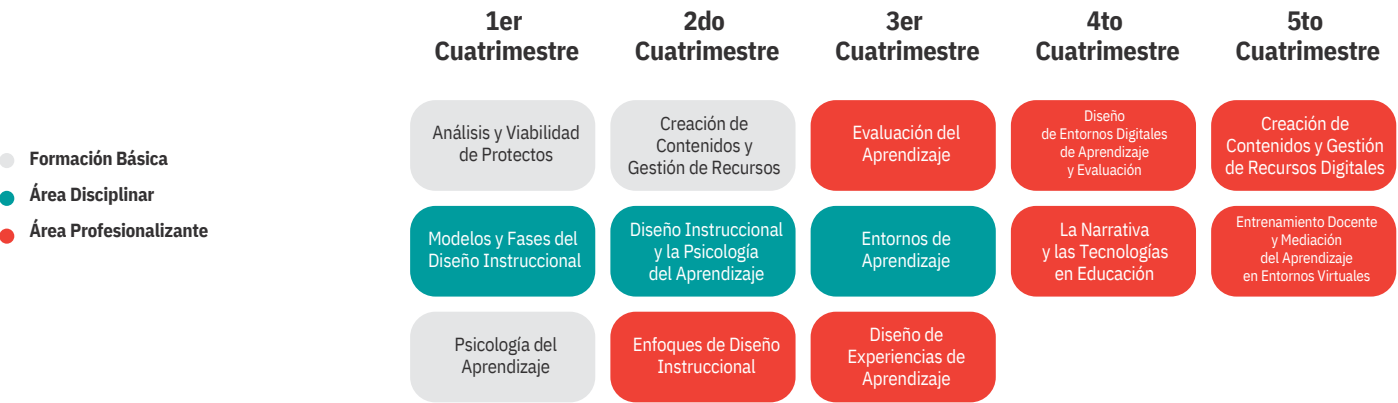 1er
Cuatrimestre
2do
Cuatrimestre
3er
Cuatrimestre
4to
Cuatrimestre
5to
Cuatrimestre
Formación Básica
Área Disciplinar
Área Profesionalizante
Análisis y Viabilidad
de Protectos
Creación de
Contenidos y
Gestión de Recursos
Evaluación del
Aprendizaje
Diseño
de Entornos Digitales
de Aprendizaje
y Evaluación
Creación de
Contenidos y Gestión
de Recursos Digitales
Modelos y Fases del
Diseño Instruccional
Diseño Instruccional
y la Psicología
del Aprendizaje
Entornos de
Aprendizaje
La Narrativa
y las Tecnologías
en Educación
Entrenamiento Docente
y Mediación
del Aprendizaje
en Entornos Virtuales
Psicología del
Aprendizaje
Enfoques de Diseño
Instruccional
Diseño de
Experiencias de
Aprendizaje